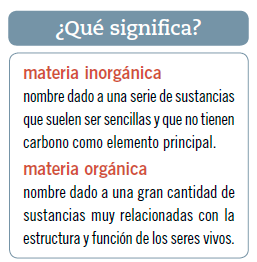 ¿Qué significa?
materia inorgánica
nombre dado a una serie de sustancias
que suelen ser sencillas y que no tienen
carbono como elemento principal.
materia orgánica
nombre dado a una gran cantidad de
sustancias muy relacionadas con la
estructura y función de los seres vivos.